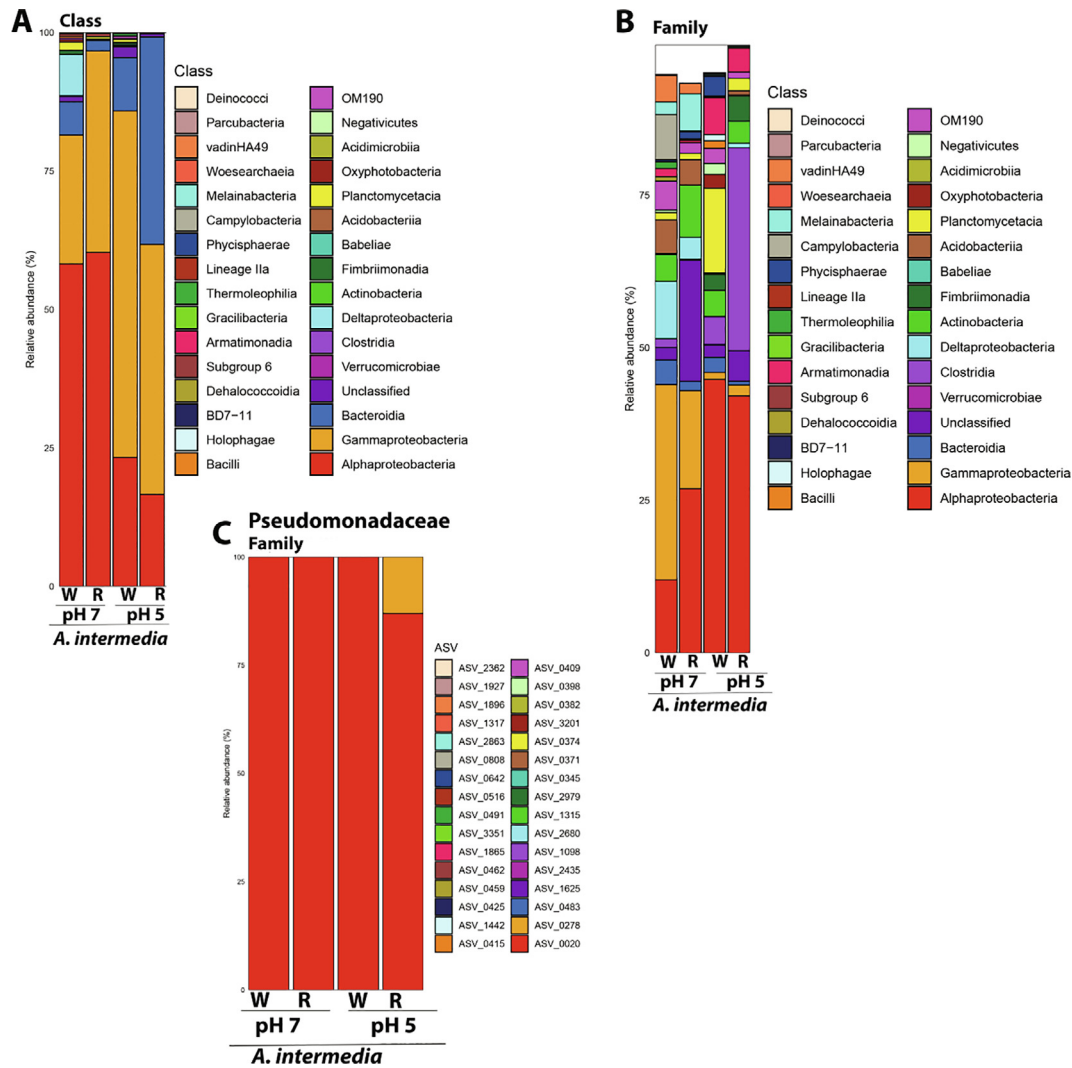 A
Class
100
75
50
25
0
Relative abundance (%)
W R W R
pH 7 pH 5
A. intermedia
Class
Deinococci
Parcubacteria
vadinHA49
Woesearchaeia
Melainabacteria
Campylobacteria
Phycisphaerae
Lineage IIa
Thermoleophilia
Gracilibacteria
Armatimonadia
Subgroup 6
Dehalococcoidia
BD7−11
Holophagae
Bacilli
OM190
Negativicutes
Acidimicrobiia
Oxyphotobacteria
Planctomycetacia
Acidobacteriia
Babeliae
Fimbriimonadia
Actinobacteria
Deltaproteobacteria
Clostridia
Verrucomicrobiae
Unclassified
Bacteroidia
Gammaproteobacteria
Alphaproteobacteria
B
Family
75
50
25
0
Relative abundance (%)
W R W R
pH 7 pH 5
A. intermedia
Class
Deinococci
Parcubacteria
vadinHA49
Woesearchaeia
Melainabacteria
Campylobacteria
Phycisphaerae
Lineage IIa
Thermoleophilia
Gracilibacteria
Armatimonadia
Subgroup 6
Dehalococcoidia
BD7−11
Holophagae
Bacilli
OM190
Negativicutes
Acidimicrobiia
Oxyphotobacteria
Planctomycetacia
Acidobacteriia
Babeliae
Fimbriimonadia
Actinobacteria
Deltaproteobacteria
Clostridia
Verrucomicrobiae
Unclassified
Bacteroidia
Gammaproteobacteria
Alphaproteobacteria
C
Pseudomonadaceae
Family
100
75
50
25
0
Relative abundance (%)
W R W R
pH 7 pH 5
A. intermedia
ASV
ASV_2362
ASV_1927
ASV_1896
ASV_1317
ASV_2863
ASV_0808
ASV_0642
ASV_0516
ASV_0491
ASV_3351
ASV_1865
ASV_0462
ASV_0459
ASV_0425
ASV_1442
ASV_0415
ASV_0409
ASV_0398
ASV_0382
ASV_3201
ASV_0374
ASV_0371
ASV_0345
ASV_2979
ASV_1315
ASV_2680
ASV_1098
ASV_2435
ASV_1625
ASV_0483
ASV_0278
ASV_0020